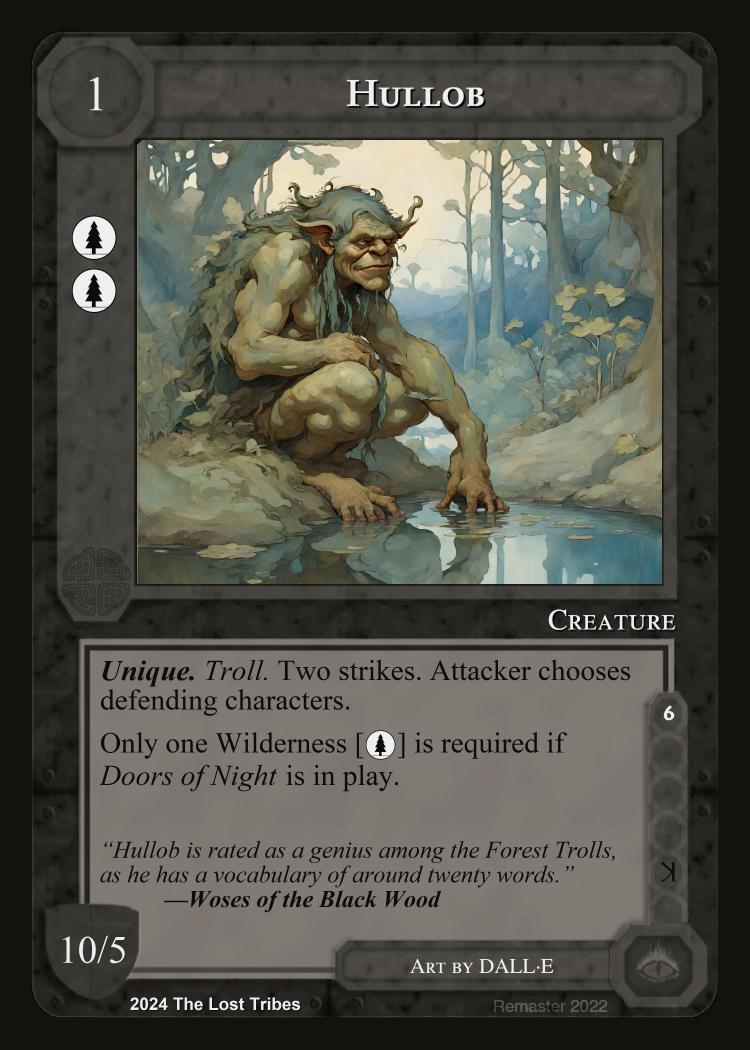 1
HULLOB
CREATURE
Unique. Troll. Two strikes. Attacker chooses
defending characters.
Only one Wilderness [ ] is required if
Doors of Night is in play.
6
“Hullob is rated as a genius among the Forest Trolls,
as he has a vocabulary of around twenty words.”
—Woses of the Black Wood
10/5
ART BY DALL·E
2024 The Lost Tribes
Remaster 2022